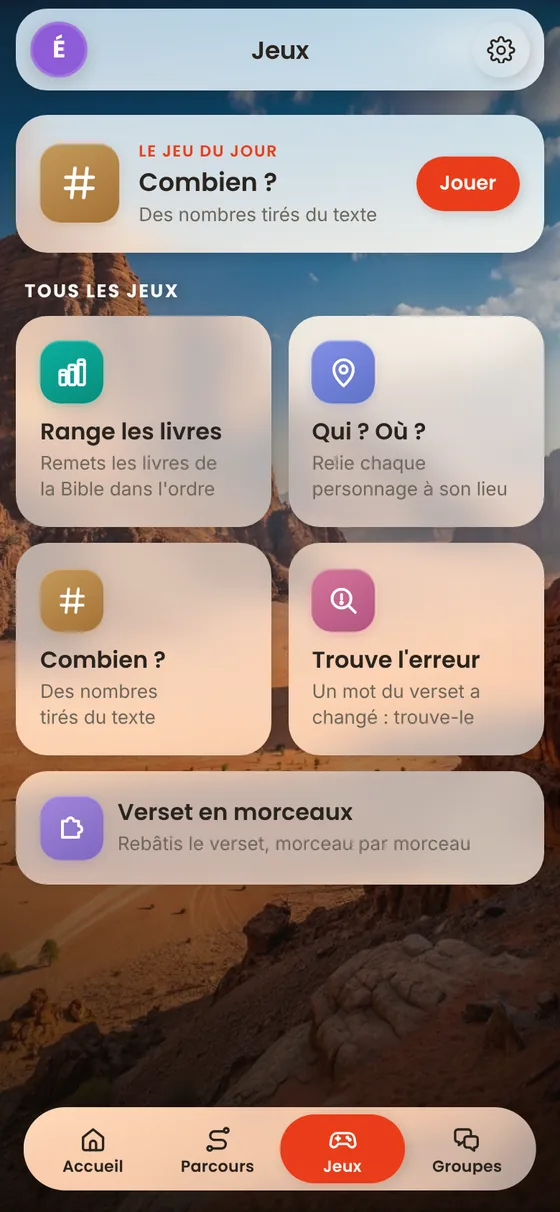 É
Jeux
LE JEU DU JOUR
Combien ?
Des nombres tirés du texte
Jouer
TOUS LES JEUX
Range les livres
Remets les livres de
la Bible dans l'ordre
Qui ? Où ?
Relie chaque
personnage à son lieu
Combien ?
Des nombres
tirés du texte
Trouve l'erreur
Un mot du verset a
changé : trouve-le
Verset en morceaux
Rebâtis le verset, morceau par morceau
Accueil
Parcours
Jeux
Groupes